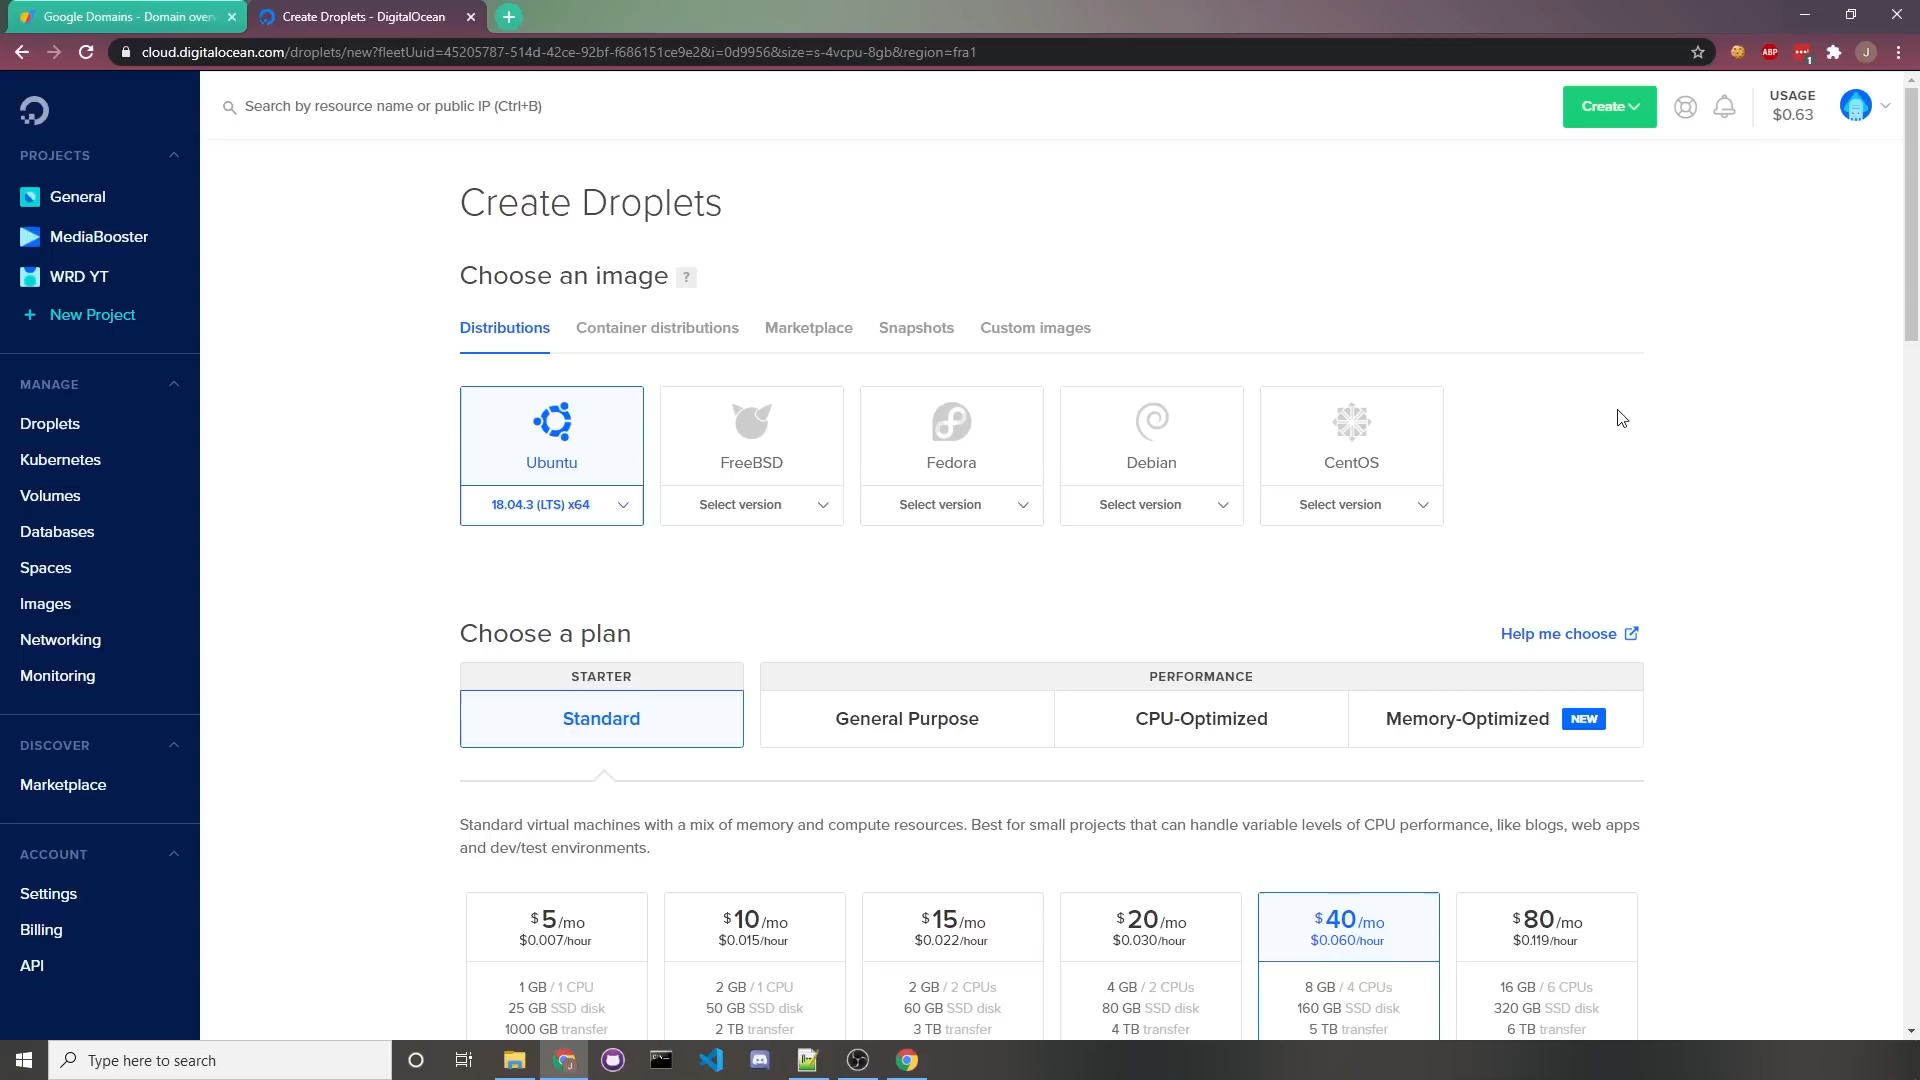 Google Domains - Domain over
Create Droplets - DigitalOcean
cloud.digitalocean.com/droplets/new?fleetUuid=45205787-514d-42ce-92bf-f686151ce9e2&i=0d9956&size=s-4vcpu-8gb&region=fra1
ABP
1
J
Search by resource name or public IP (Ctrl+B)
Create
USAGE
$0.63
PROJECTS
General
MediaBooster
WRD YT
+ New Project
MANAGE
Droplets
Kubernetes
Volumes
Databases
Spaces
Images
Networking
Monitoring
DISCOVER
Marketplace
ACCOUNT
Settings
Billing
API
Create Droplets
Choose an image ?
Distributions Container distributions Marketplace Snapshots Custom images
Ubuntu FreeBSD Fedora Debian CentOS
18.04.3 (LTS) x64 Select version Select version Select version Select version
Choose a plan Help me choose
STARTER PERFORMANCE
Standard General Purpose CPU-Optimized Memory-Optimized NEW
Standard virtual machines with a mix of memory and compute resources. Best for small projects that can handle variable levels of CPU performance, like blogs, web apps
and dev/test environments.
$5/mo $10/mo $15/mo $20/mo $40/mo $80/mo
$0.007/hour $0.015/hour $0.022/hour $0.030/hour $0.060/hour $0.119/hour
1 GB / 1 CPU 2 GB / 1 CPU 2 GB / 2 CPUs 4 GB / 2 CPUs 8 GB / 4 CPUs 16 GB / 6 CPUs
25 GB SSD disk 50 GB SSD disk 60 GB SSD disk 80 GB SSD disk 160 GB SSD disk 320 GB SSD disk
1000 GB transfer 2 TB transfer 3 TB transfer 4 TB transfer 5 TB transfer 6 TB transfer
Type here to search